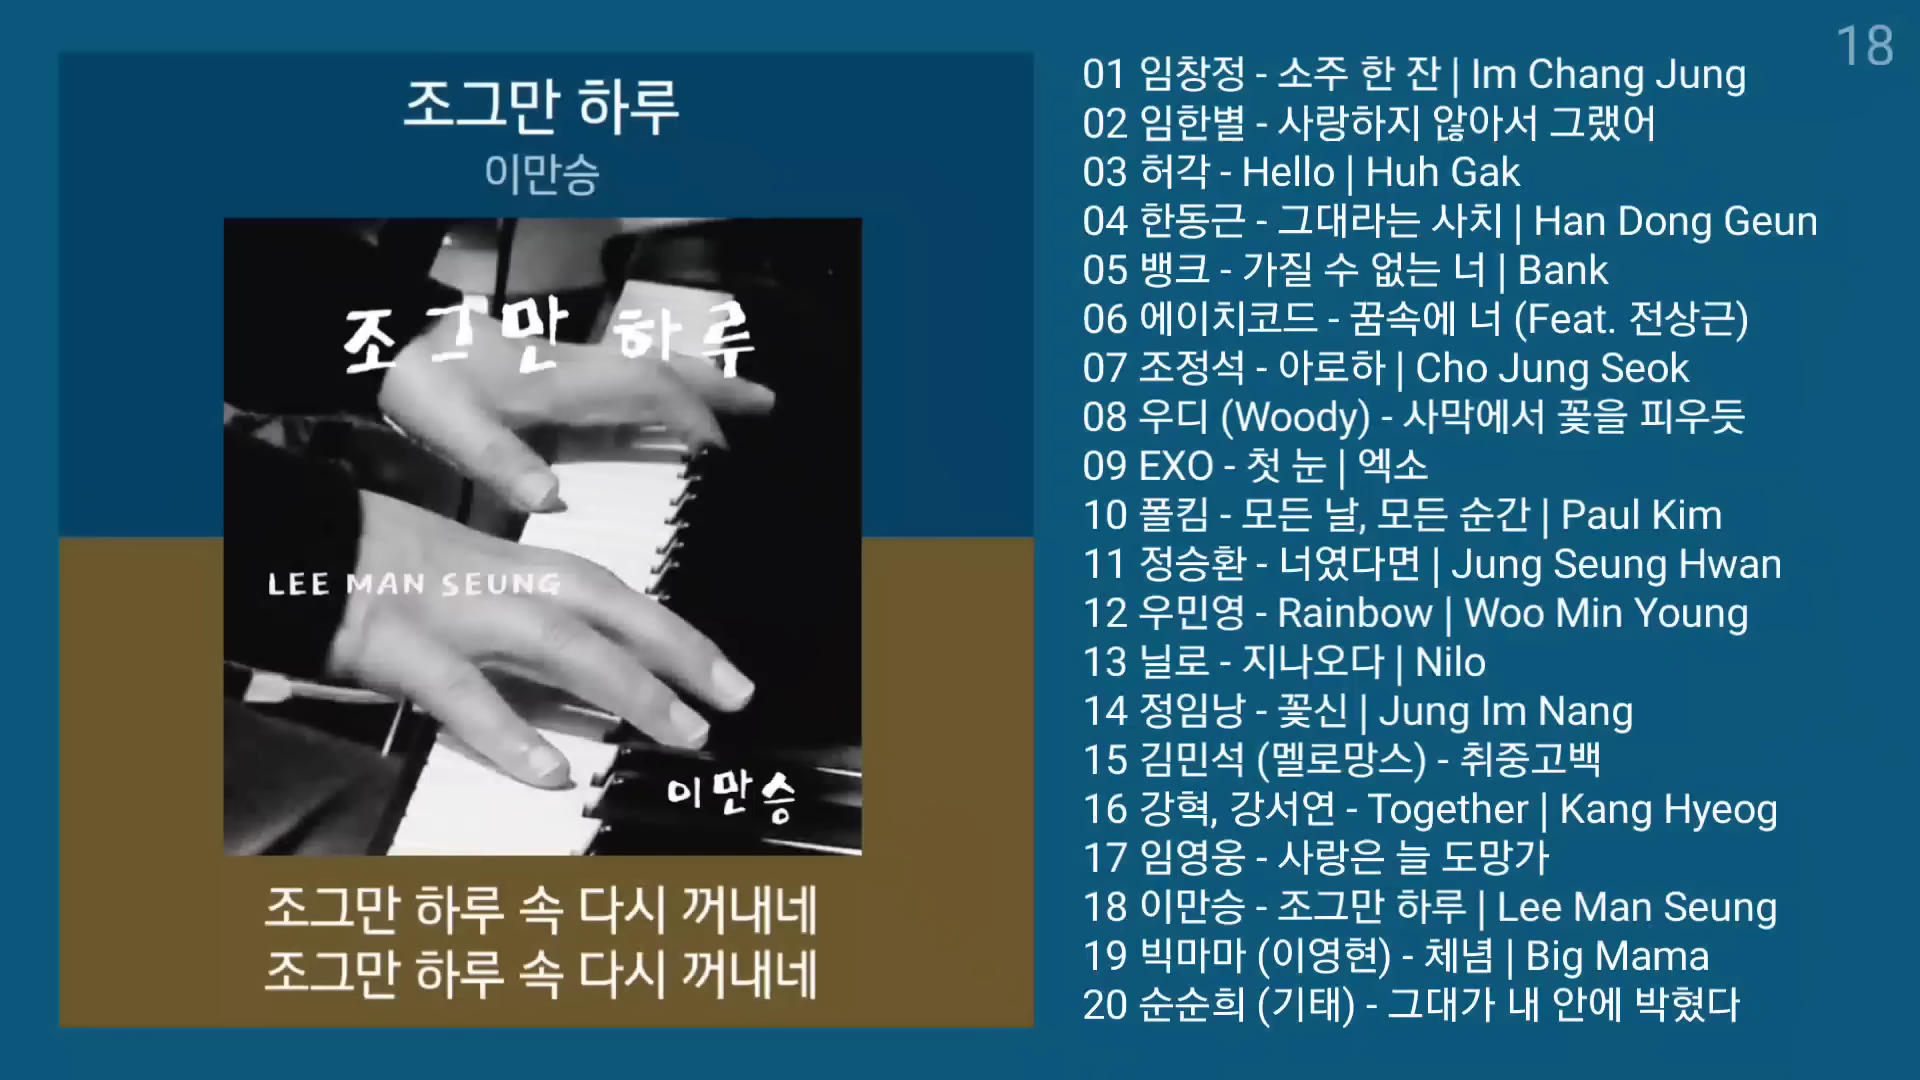 18
조그만 하루
이만승
조그만 하루
LEE MAN SEUNG
이만승
조그만 하루 속 다시 꺼내네
조그만 하루 속 다시 꺼내네
01 임창정 - 소주 한 잔 | Im Chang Jung
02 임한별 - 사랑하지 않아서 그랬어
03 허각 - Hello | Huh Gak
04 한동근 - 그대라는 사치 | Han Dong Geun
05 뱅크 - 가질 수 없는 너 | Bank
06 에이치코드 - 꿈속에 너 (Feat. 전상근)
07 조정석 - 아로하 | Cho Jung Seok
08 우디 (Woody) - 사막에서 꽃을 피우듯
09 EXO - 첫 눈 | 엑소
10 폴킴 - 모든 날, 모든 순간 | Paul Kim
11 정승환 - 너였다면 | Jung Seung Hwan
12 우민영 - Rainbow | Woo Min Young
13 닐로 - 지나오다 | Nilo
14 정임낭 - 꽃신 | Jung Im Nang
15 김민석 (멜로망스) - 취중고백
16 강혁, 강서연 - Together | Kang Hyeog
17 임영웅 - 사랑은 늘 도망가
18 이만승 - 조그만 하루 | Lee Man Seung
19 빅마마 (이영현) - 체념 | Big Mama
20 순순희 (기태) - 그대가 내 안에 박혔다